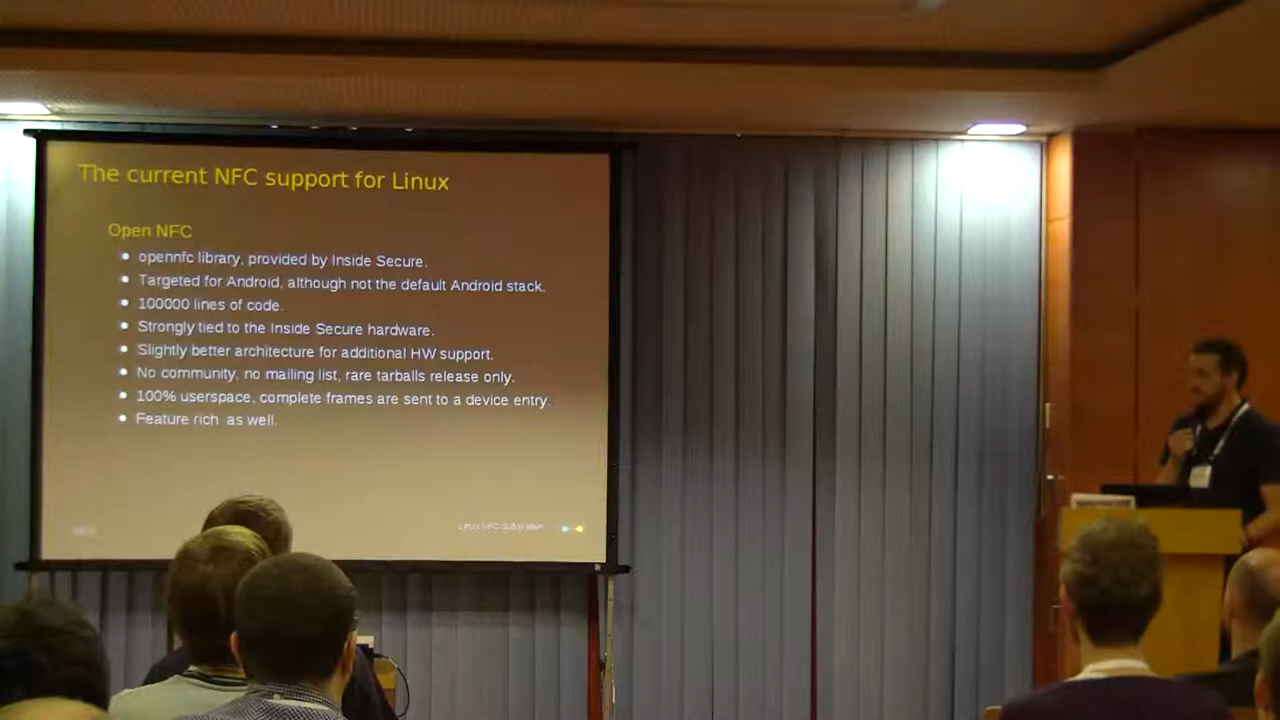 The current NFC support for Linux
Open NFC
opennfc library, provided by Inside Secure.
Targeted for Android, although not the default Android stack.
100000 lines of code.
Strongly tied to the Inside Secure hardware.
Slightly better architecture for additional HW support.
No community, no mailing list, rare tarballs release only.
100% userspace, complete frames are sent to a device entry.
Feature rich as well.
Linux NFC subsystem